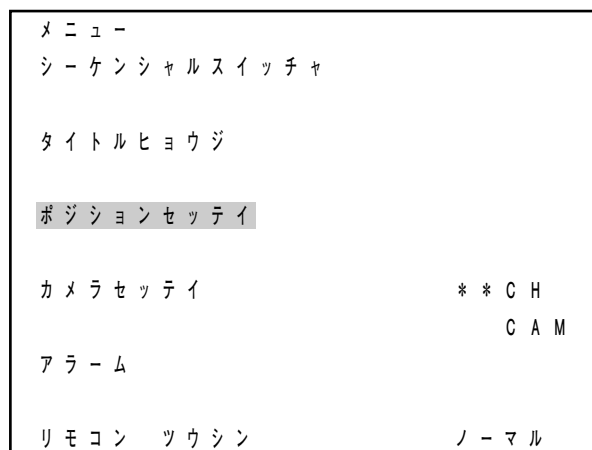 メニュー
シーケンシャルスイッチャ
タイトルヒョウジ
ポジションセッテイ
カメラセッテイ **CH
CAM
アラーム
リモコン ツウシン ノーマル